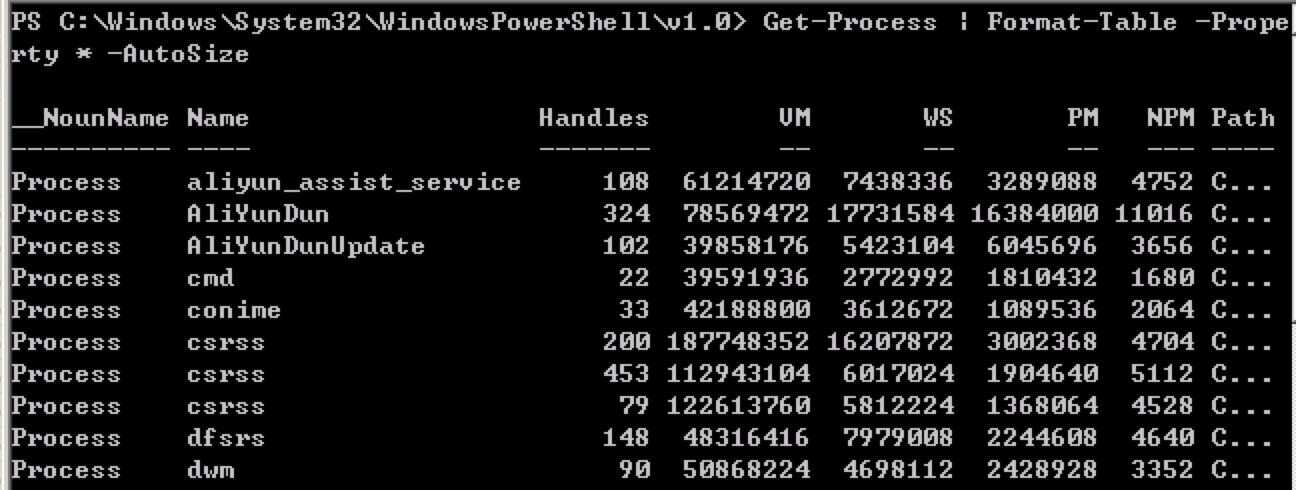 PS C:\Windows\System32\WindowsPowerShell\v1.0> Get-Process | Format-Table -Prope
rty * -AutoSize
__NounName Name Handles VM WS PM NPM Path
---------- ---- ------- -- -- -- --- ----
Process aliyun_assist_service 108 61214720 7438336 3289088 4752 C...
Process AliYunDun 324 78569472 17731584 16384000 11016 C...
Process AliYunDunUpdate 102 39858176 5423104 6045696 3656 C...
Process cmd 22 39591936 2772992 1810432 1680 C...
Process conime 33 42188800 3612672 1089536 2064 C...
Process csrss 200 187748352 16207872 3002368 4704 C...
Process csrss 453 112943104 6017024 1904640 5112 C...
Process csrss 79 122613760 5812224 1368064 4528 C...
Process dfsrs 148 48316416 7979008 2244608 4640 C...
Process dwm 90 50868224 4698112 2428928 3352 C...